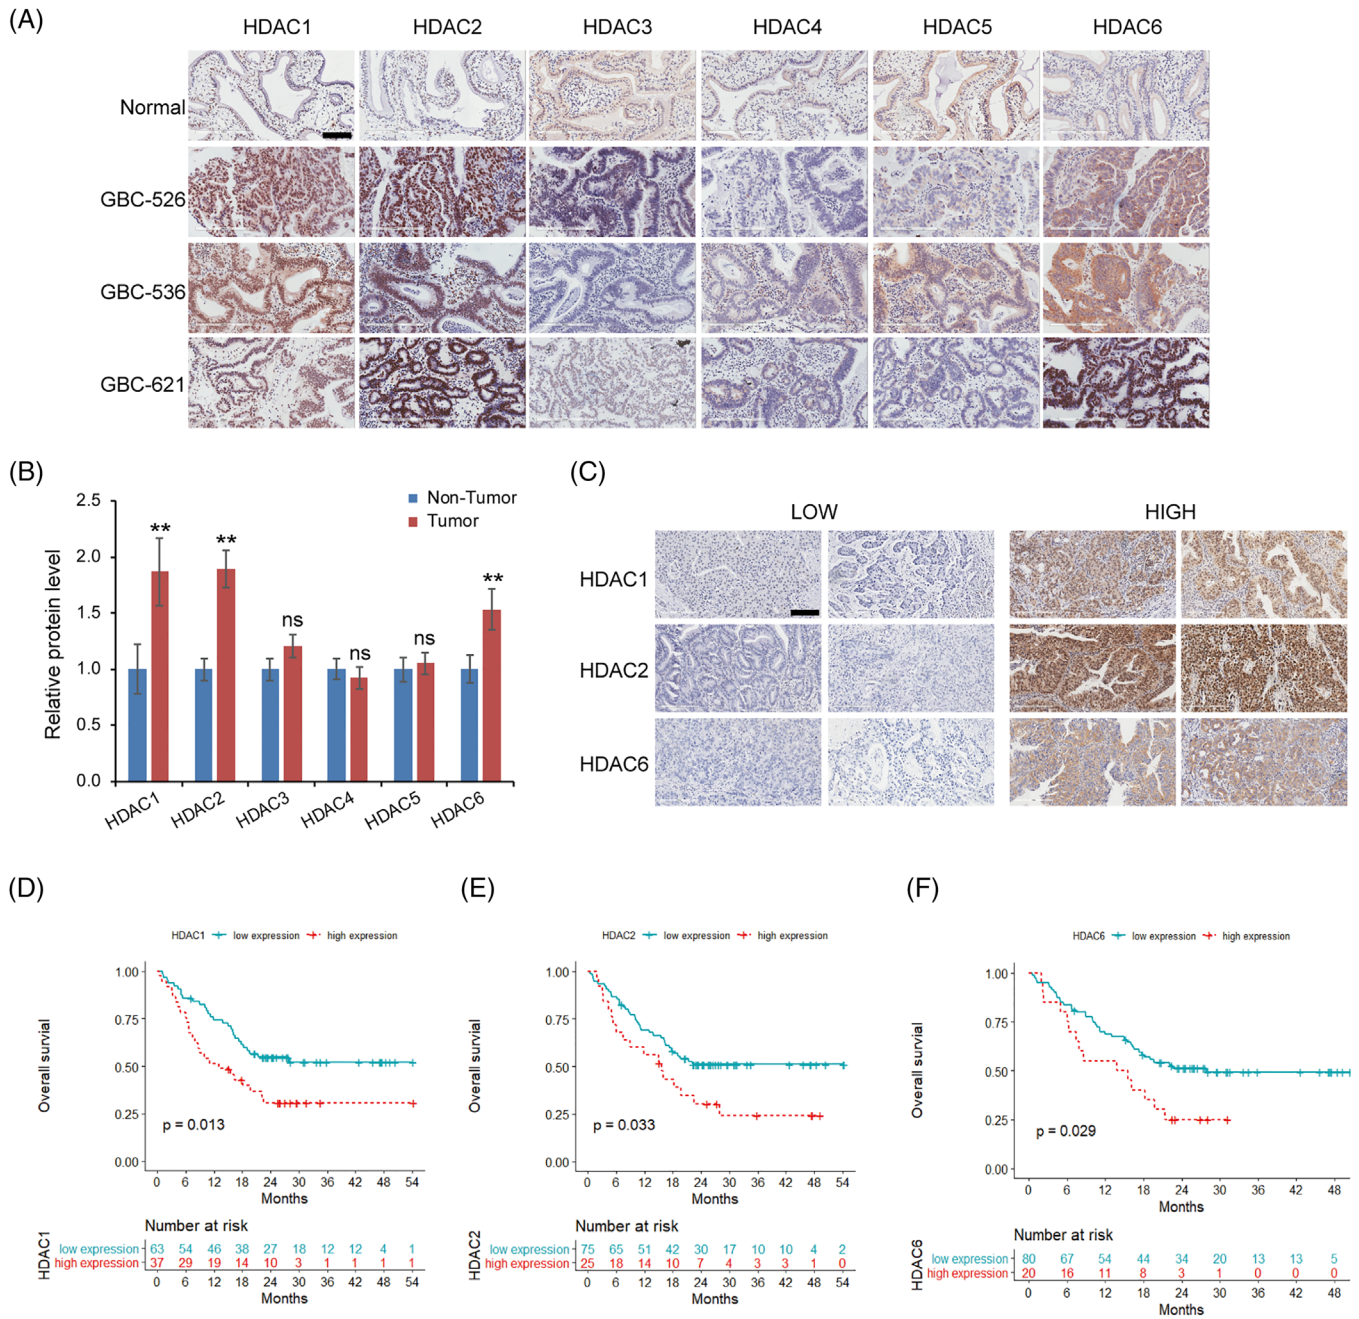 (A)
HDAC1 HDAC2 HDAC3 HDAC4 HDAC5 HDAC6
Normal
GBC-526
GBC-536
GBC-621
(B)
Relative protein level
2.5
2.0
1.5
1.0
0.5
0.0
Non-Tumor
Tumor
** ** ns ns ns **
HDAC1 HDAC2 HDAC3 HDAC4 HDAC5 HDAC6
(C)
LOW HIGH
HDAC1
HDAC2
HDAC6
(D)
HDAC1 low expression high expression
Overall survial
1.00
0.75
0.50
0.25
0.00
p = 0.013
0 6 12 18 24 30 36 42 48 54
Months
Number at risk
HDAC1
low expression 63 54 46 38 27 18 12 12 4 1
high expression 37 29 19 14 10 3 1 1 1 1
0 6 12 18 24 30 36 42 48 54
Months
(E)
HDAC2 low expression high expression
Overall survial
1.00
0.75
0.50
0.25
0.00
p = 0.033
0 6 12 18 24 30 36 42 48 54
Months
Number at risk
HDAC2
low expression 75 65 51 42 30 17 10 10 4 2
high expression 25 18 14 10 7 4 3 3 1 0
0 6 12 18 24 30 36 42 48 54
Months
(F)
HDAC6 low expression high expression
Overall survial
1.00
0.75
0.50
0.25
0.00
p = 0.029
0 6 12 18 24 30 36 42 48
Months
Number at risk
HDAC6
low expression 80 67 54 44 34 20 13 13 5
high expression 20 16 11 8 3 1 0 0 0
0 6 12 18 24 30 36 42 48
Months